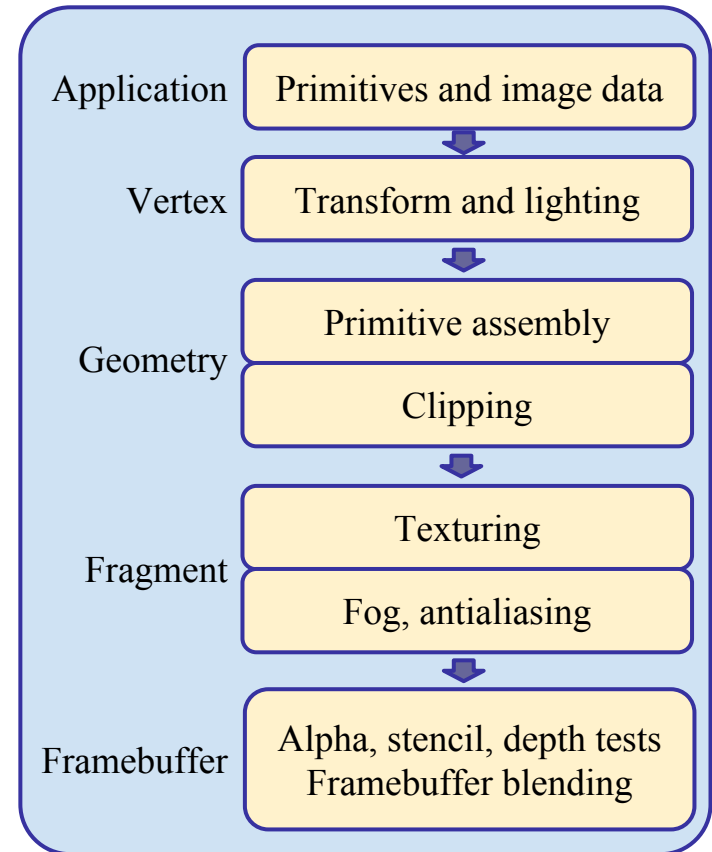 Application
Primitives and image data
Vertex
Transform and lighting
Geometry
Primitive assembly
Clipping
Fragment
Texturing
Fog, antialiasing
Framebuffer
Alpha, stencil, depth tests
Framebuffer blending